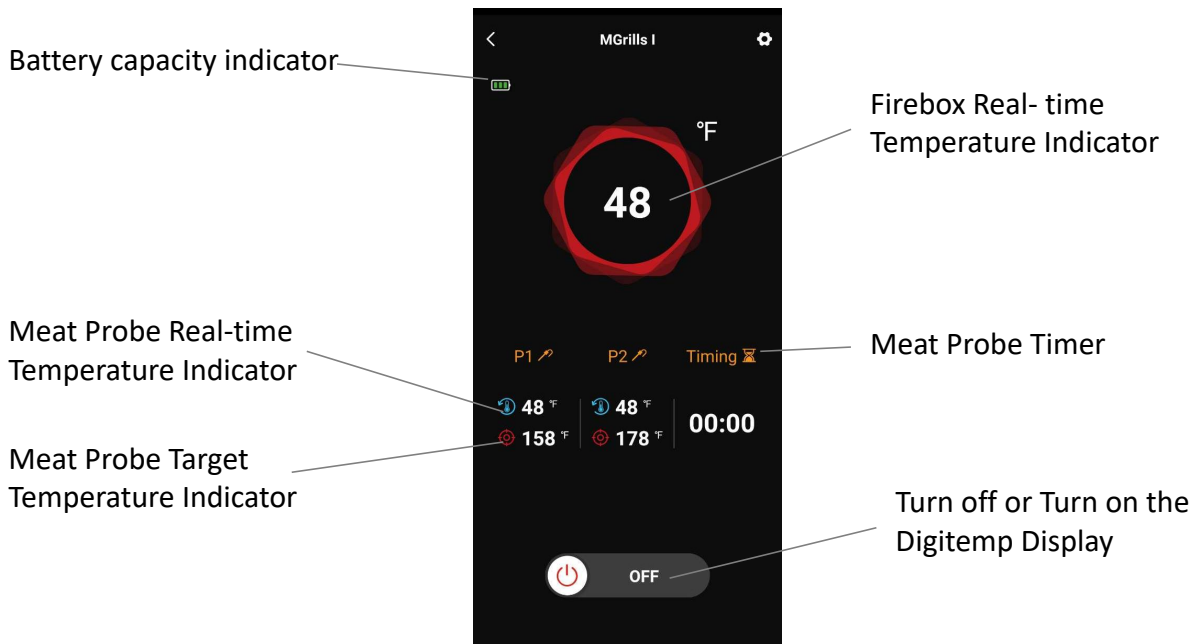 Battery capacity indicator
MGrills I
°F
48
Firebox Real- time
Temperature Indicator
Meat Probe Real-time
Temperature Indicator
Meat Probe Target
Temperature Indicator
P1
P2
Timing
48 °F
48 °F
00:00
158 °F
178 °F
Meat Probe Timer
Turn off or Turn on the
Digitemp Display
OFF